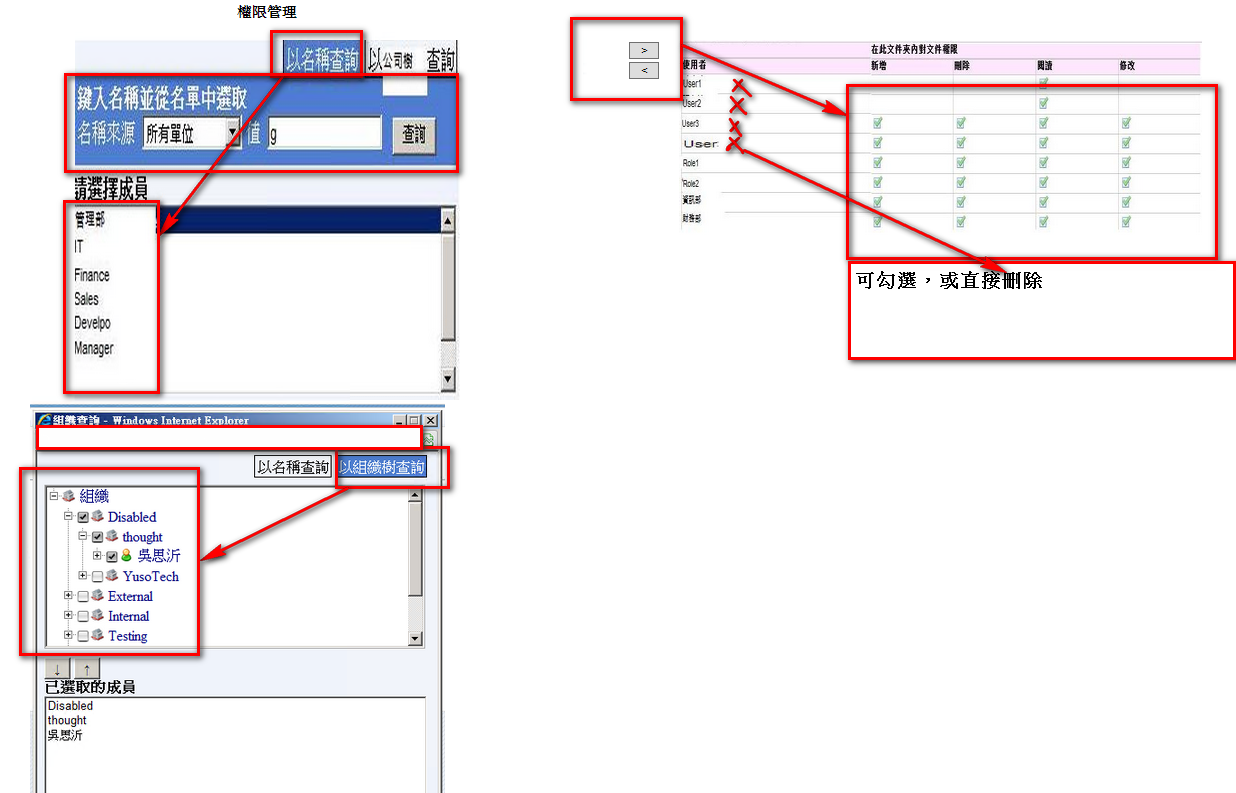 權限管理
以名稱查詢 以公司樹 查詢
鍵入名稱並從名單中選取
名稱來源 所有單位 值 g 查詢
請選擇成員
管理部
IT
Finance
Sales
Develpo
Manager
組織查詢 - Windows Internet Explorer
以名稱查詢 以組織樹查詢
組織
Disabled
thought
吳思沂
YusoTech
External
Internal
Testing
↓ ↑
已選取的成員
Disabled
thought
吳思沂
>
<
在此文件夾內對文件權限
使用者 新增 刪除 閱讀 修改
User1
User2
User3
User
Role1
Role2
資訊部
財務部
可勾選，或直接刪除